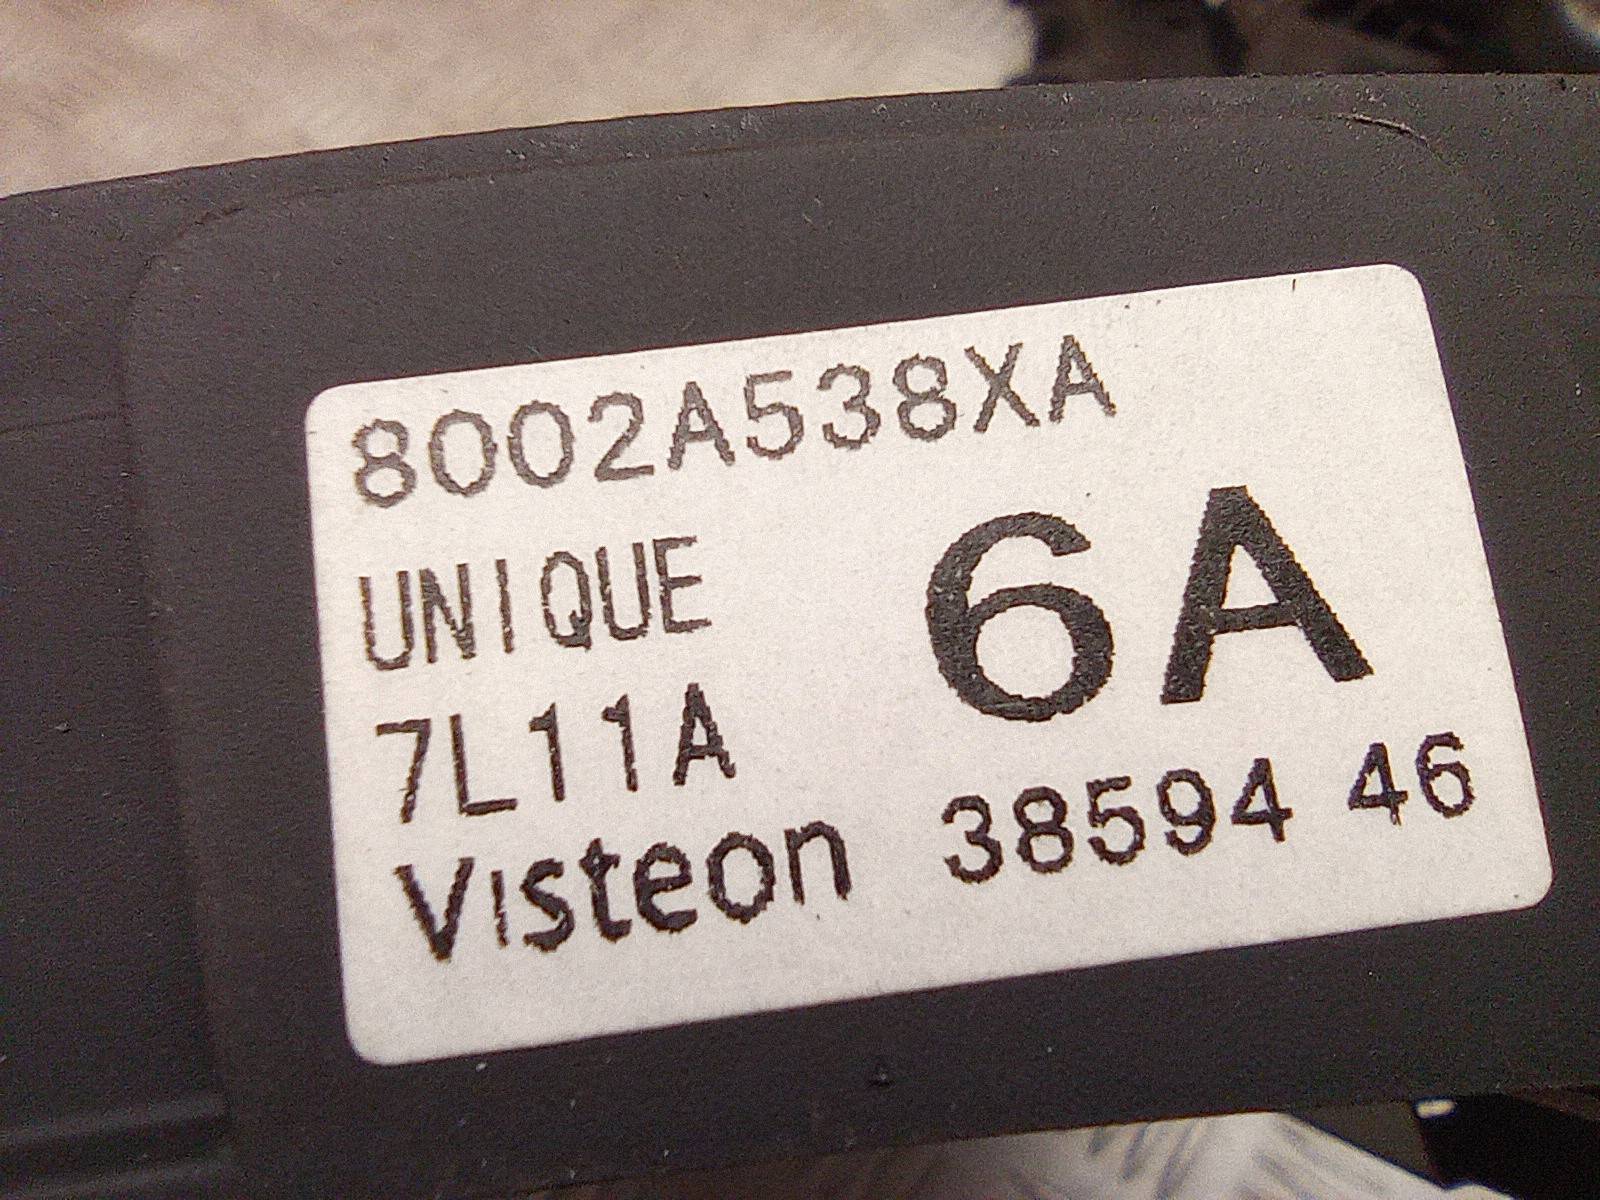 8002A538XA
UNIQUE
6A
7L11A
Visteon 38594 46